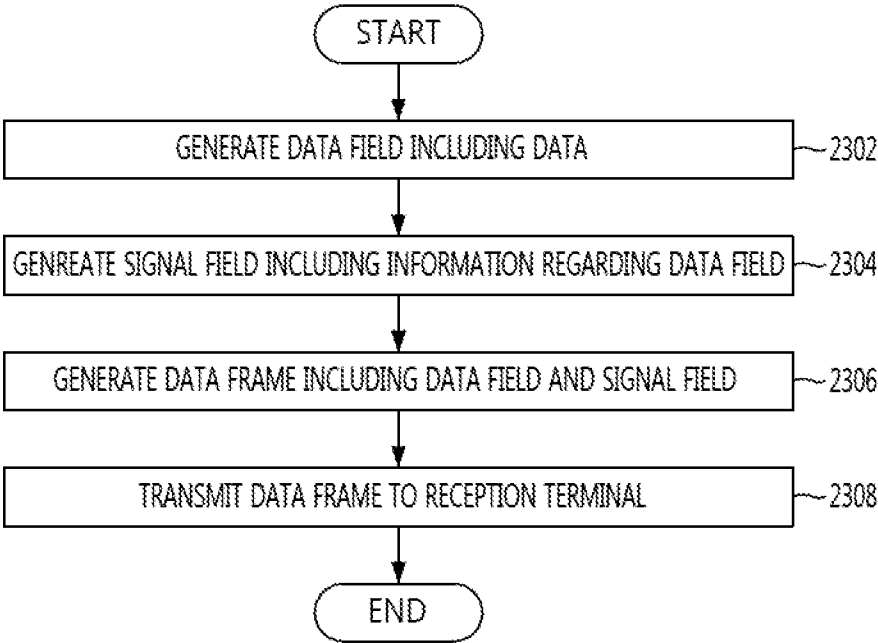 START
GENERATE DATA FIELD INCLUDING DATA
2302
GENREATE SIGNAL FIELD INCLUDING INFORMATION REGARDING DATA FIELD
2304
GENERATE DATA FRAME INCLUDING DATA FIELD AND SIGNAL FIELD
2306
TRANSMIT DATA FRAME TO RECEPTION TERMINAL
2308
END